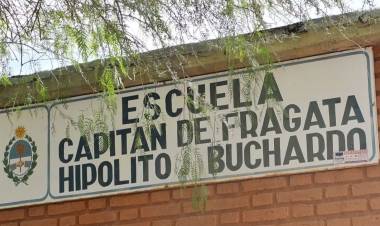 ESCUELA
CAPITAN DE FRAGATA
HIPOLITO BUCHARDO